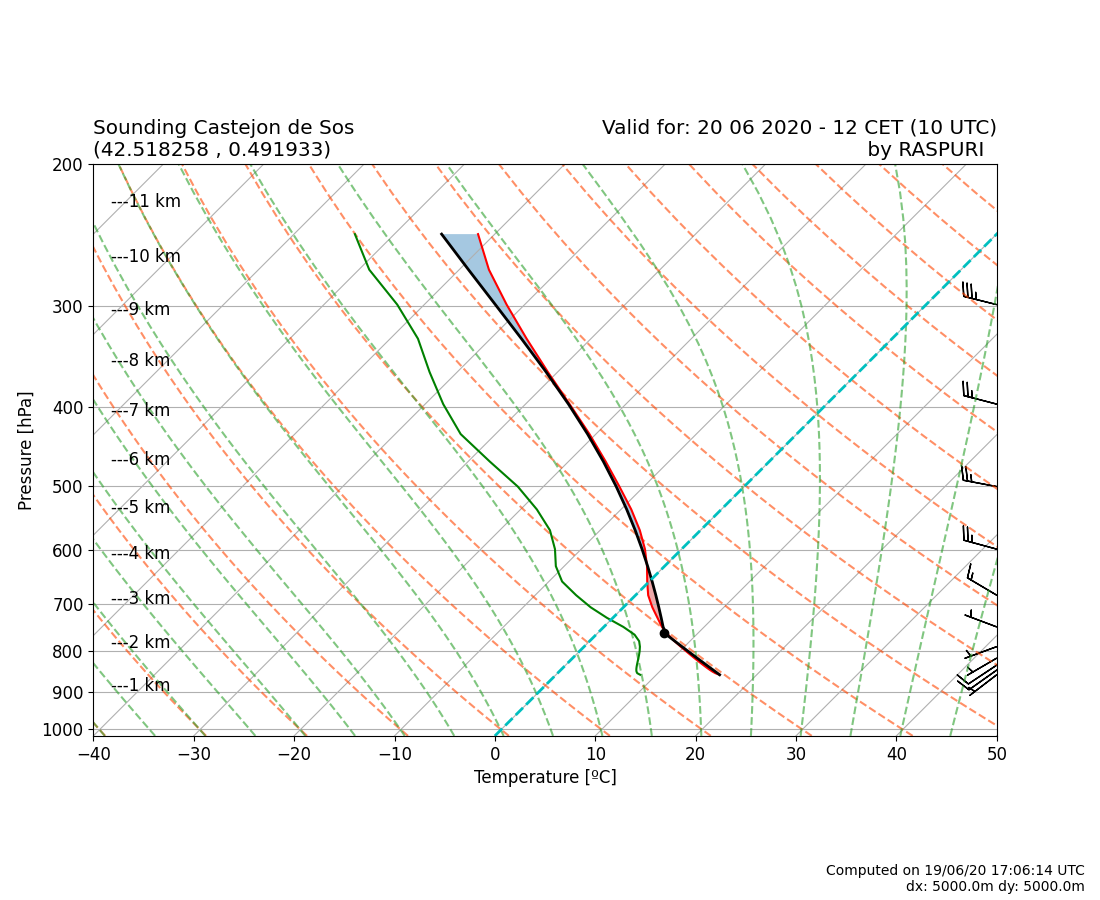 Sounding Castejon de Sos
(42.518258 , 0.491933)
Valid for: 20 06 2020 - 12 CET (10 UTC)
by RASPURI
200
300
400
500
600
700
800
900
1000
Pressure [hPa]
---11 km
---10 km
---9 km
---8 km
---7 km
---6 km
---5 km
---4 km
---3 km
---2 km
---1 km
−40 −30 −20 −10 0 10 20 30 40 50
Temperature [ºC]
Computed on 19/06/20 17:06:14 UTC
dx: 5000.0m dy: 5000.0m